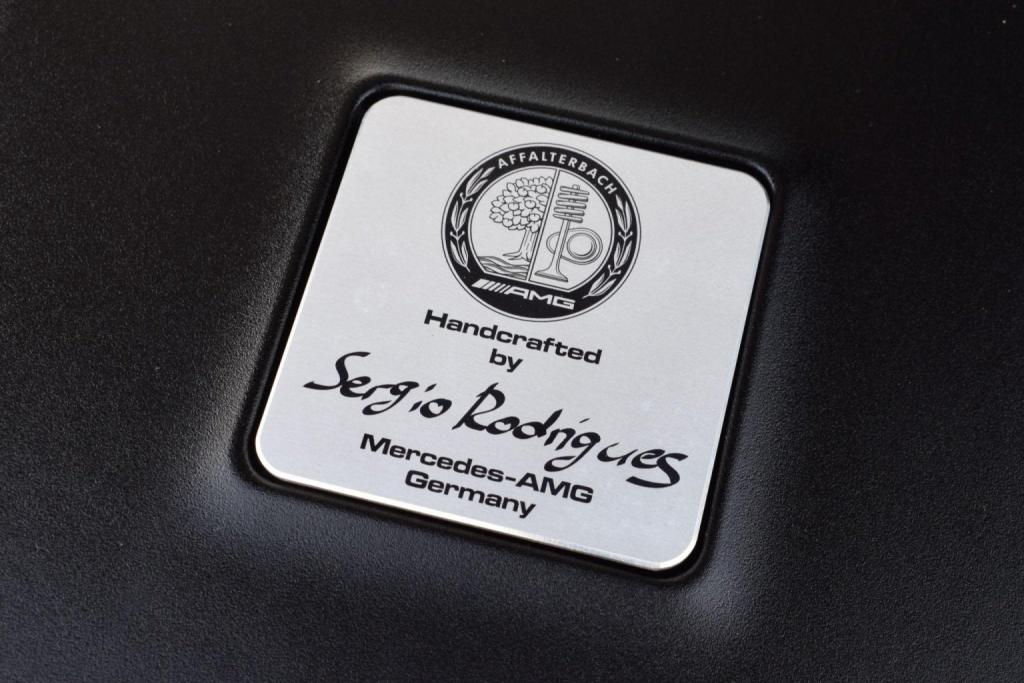 AFFALTERBACH
AMG
Handcrafted
by
Sergio Rodrigues
Mercedes-AMG
Germany